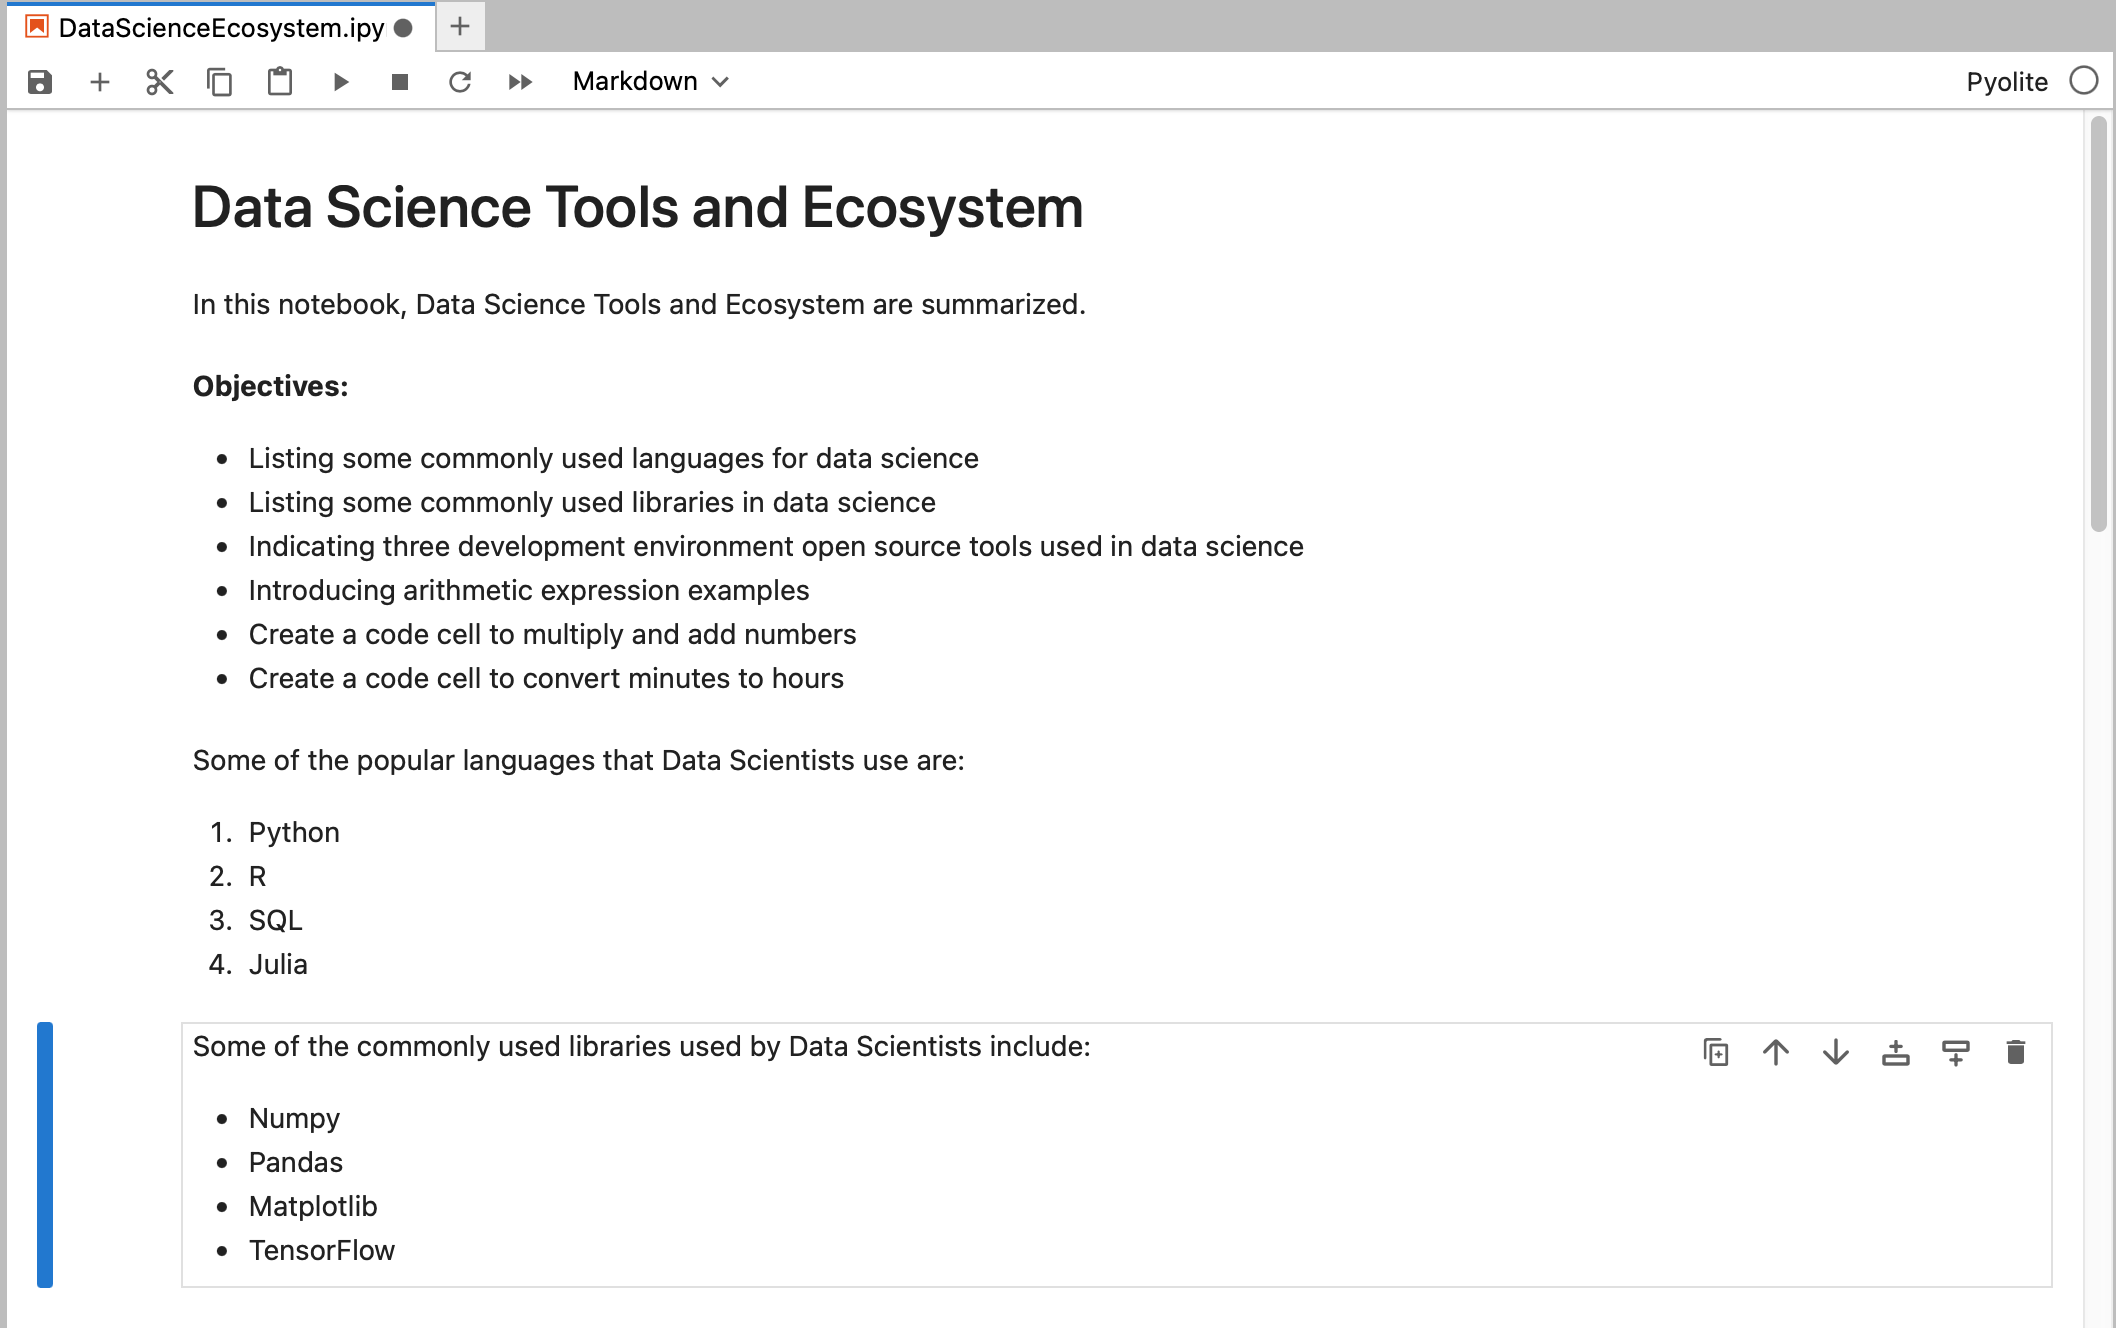 DataScienceEcosystem.ipy
Markdown
Pyolite
Data Science Tools and Ecosystem
In this notebook, Data Science Tools and Ecosystem are summarized.
Objectives:
• Listing some commonly used languages for data science
• Listing some commonly used libraries in data science
• Indicating three development environment open source tools used in data science
• Introducing arithmetic expression examples
• Create a code cell to multiply and add numbers
• Create a code cell to convert minutes to hours
Some of the popular languages that Data Scientists use are:
1. Python
2. R
3. SQL
4. Julia
Some of the commonly used libraries used by Data Scientists include:
• Numpy
• Pandas
• Matplotlib
• TensorFlow